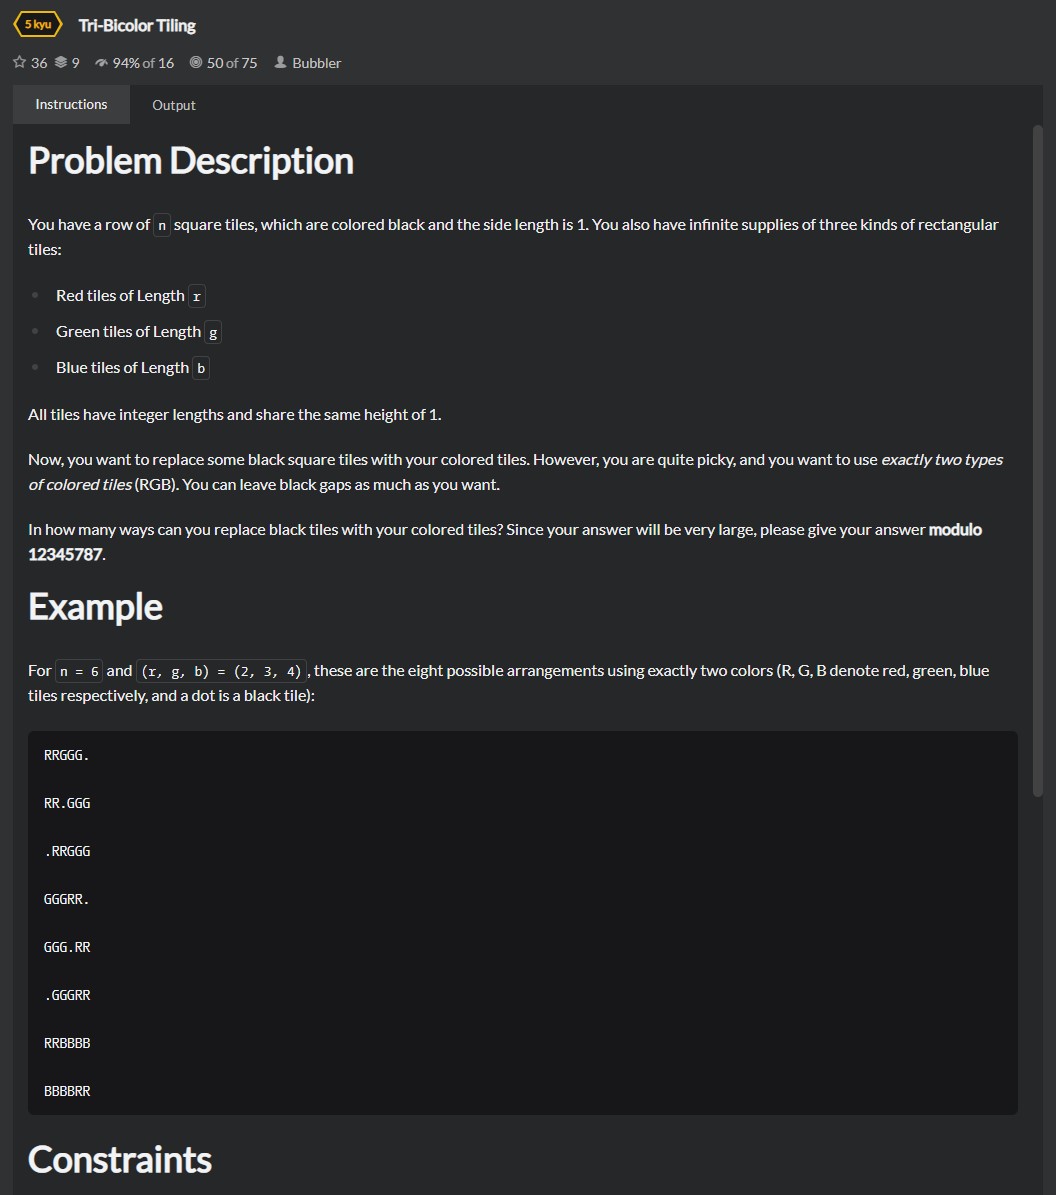 5 kyu Tri-Bicolor Tiling
36 9 94% of 16 50 of 75 Bubbler
Instructions Output
Problem Description
You have a row of n square tiles, which are colored black and the side length is 1. You also have infinite supplies of three kinds of rectangular
tiles:
Red tiles of Length r
Green tiles of Length g
Blue tiles of Length b
All tiles have integer lengths and share the same height of 1.
Now, you want to replace some black square tiles with your colored tiles. However, you are quite picky, and you want to use exactly two types
of colored tiles (RGB). You can leave black gaps as much as you want.
In how many ways can you replace black tiles with your colored tiles? Since your answer will be very large, please give your answer modulo
12345787.
Example
For n = 6 and (r, g, b) = (2, 3, 4), these are the eight possible arrangements using exactly two colors (R, G, B denote red, green, blue
tiles respectively, and a dot is a black tile):
RRGGG.
RR.GGG
.RRGGG
GGGRR.
GGG.RR
.GGGRR
RRBBBB
BBBBRR
Constraints